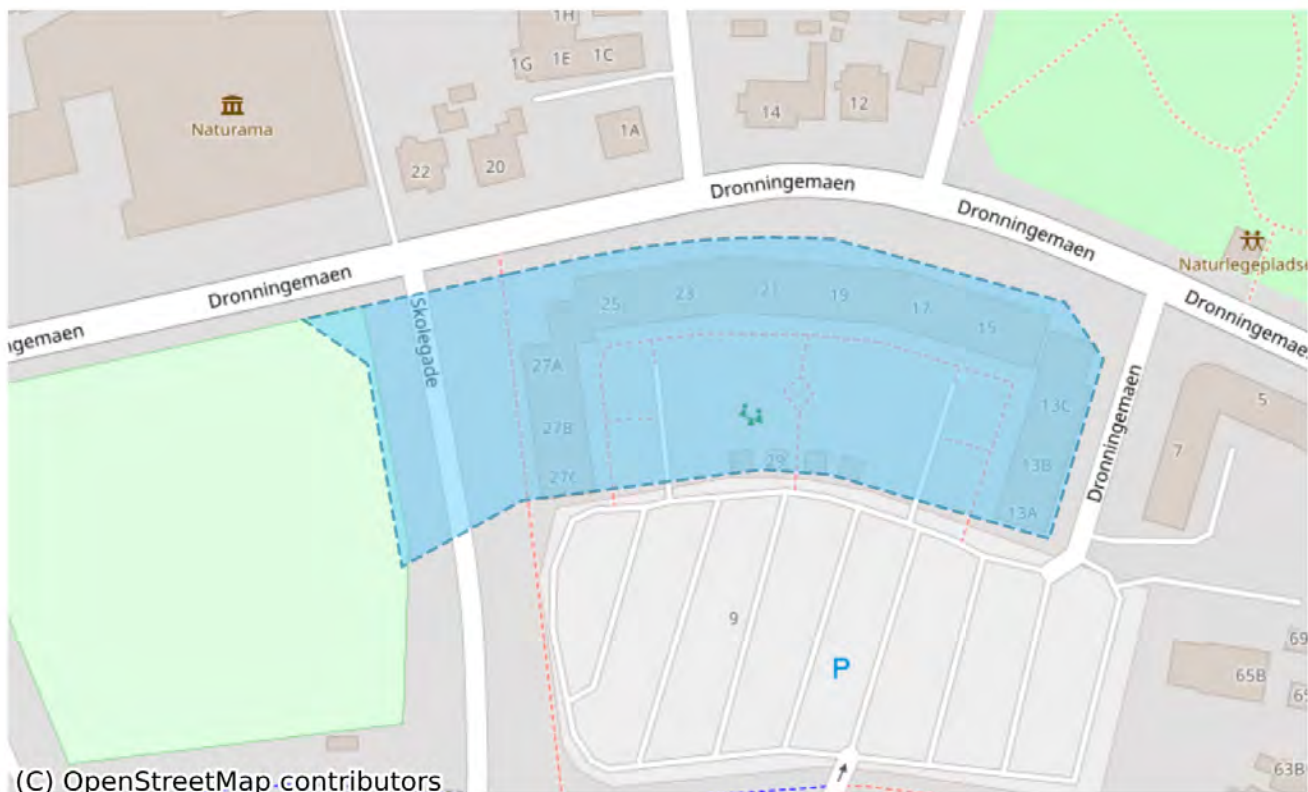 1H
1G 1E 1C
Naturama
14
12
1A
22
20
Dronningemaen
Dronningemaen
Naturlegepladse
Dronningemaen
Dronningemaen
ngemaen
Skolegade
25 23 21 19 17 15
27A
27B
27C
29
13C
13B
13A
Dronningemaen
5
7
9
P
69
65B
65
63B
(C) OpenStreetMap contributors